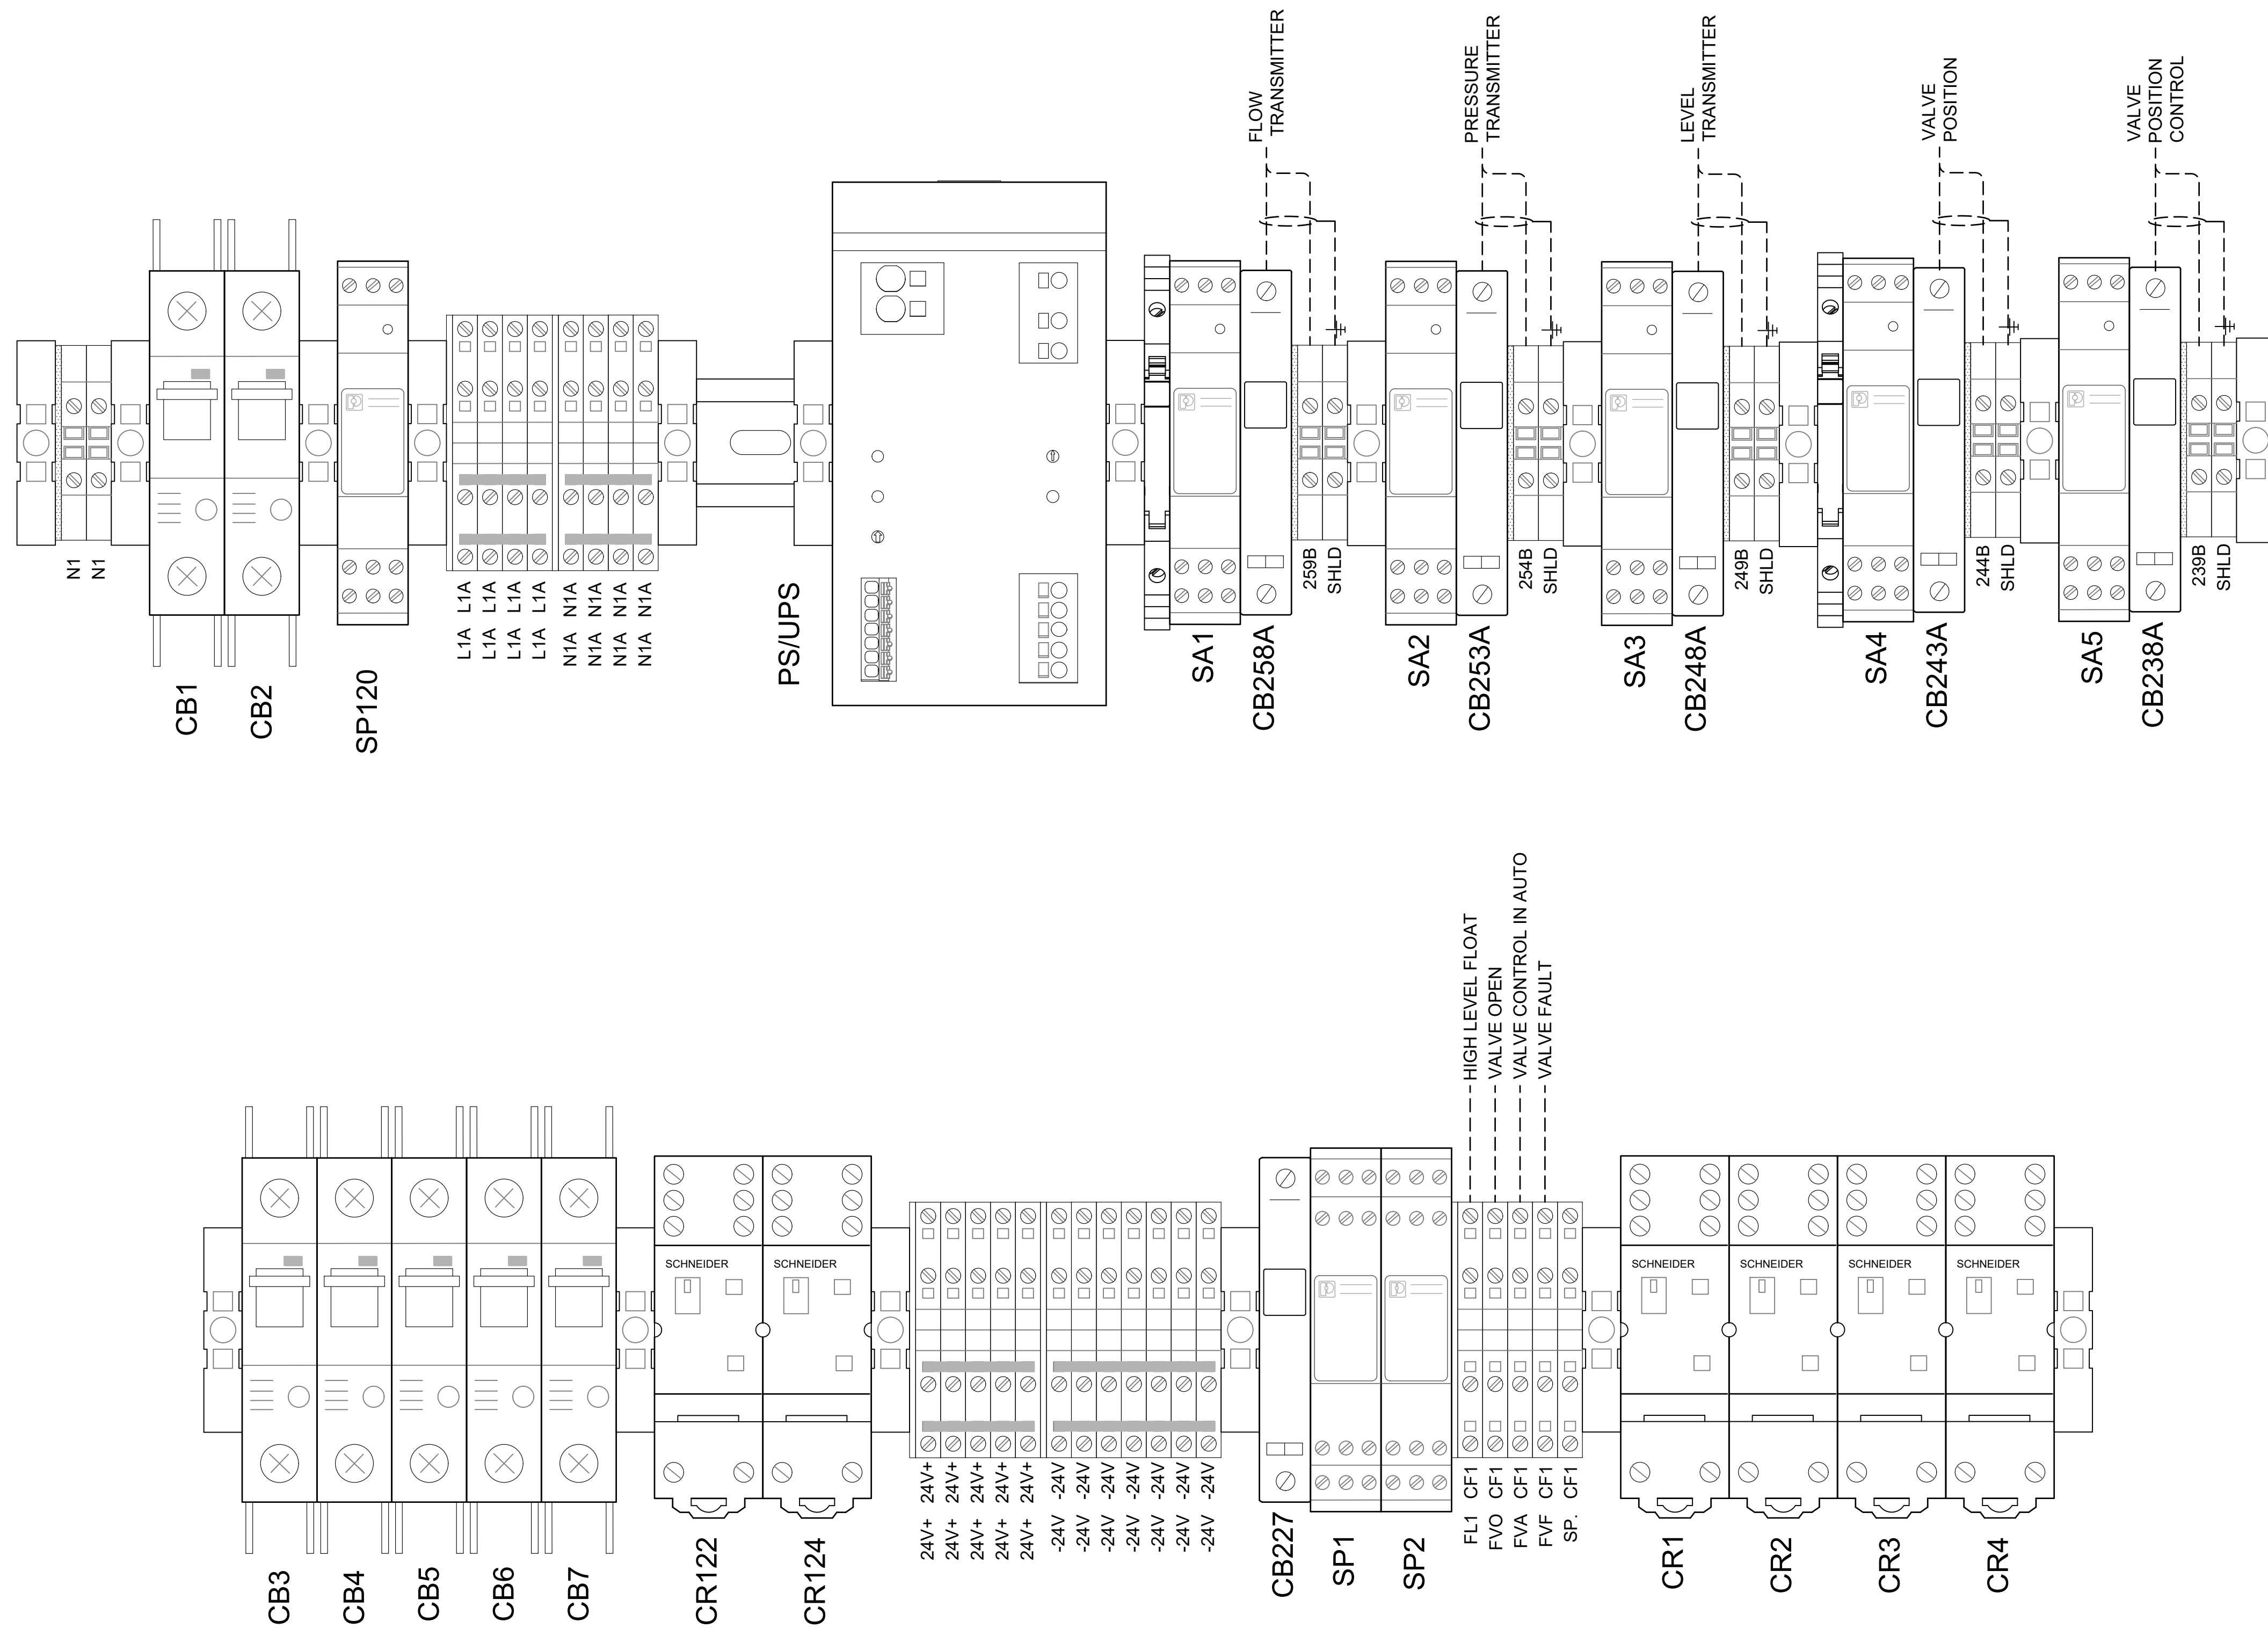 FLOW
TRANSMITTER
PRESSURE
TRANSMITTER
LEVEL
TRANSMITTER
VALVE
POSITION
VALVE
POSITION
CONTROL
N1
N1
CB1
CB2
SP120
L1A L1A
L1A L1A
L1A L1A
L1A L1A
N1A N1A
N1A N1A
N1A N1A
N1A N1A
PS/UPS
SA1
CB258A
259B
SHLD
SA2
CB253A
254B
SHLD
SA3
CB248A
249B
SHLD
SA4
CB243A
244B
SHLD
SA5
CB238A
239B
SHLD
HIGH LEVEL FLOAT
VALVE OPEN
VALVE CONTROL IN AUTO
VALVE FAULT
SCHNEIDER
SCHNEIDER
SCHNEIDER
SCHNEIDER
SCHNEIDER
SCHNEIDER
CB3
CB4
CB5
CB6
CB7
CR122
CR124
24V+ 24V+
24V+ 24V+
24V+ 24V+
24V+ 24V+
24V+ 24V+
-24V -24V
-24V -24V
-24V -24V
-24V -24V
-24V -24V
-24V -24V
-24V -24V
CB227
SP1
SP2
FL1 CF1
FVO CF1
FVA CF1
FVF CF1
SP. CF1
CR1
CR2
CR3
CR4